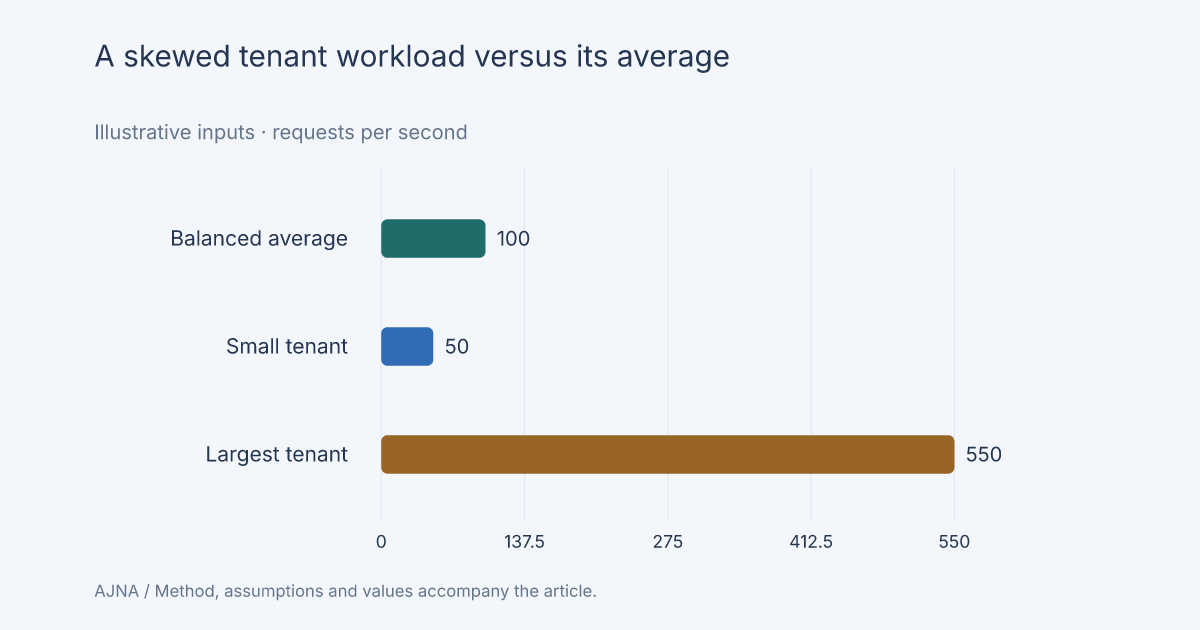 A skewed tenant workload versus its average
Illustrative inputs · requests per second
Balanced average 100
Small tenant 50
Largest tenant 550
0 137.5 275 412.5 550
AJNA / Method, assumptions and values accompany the article.